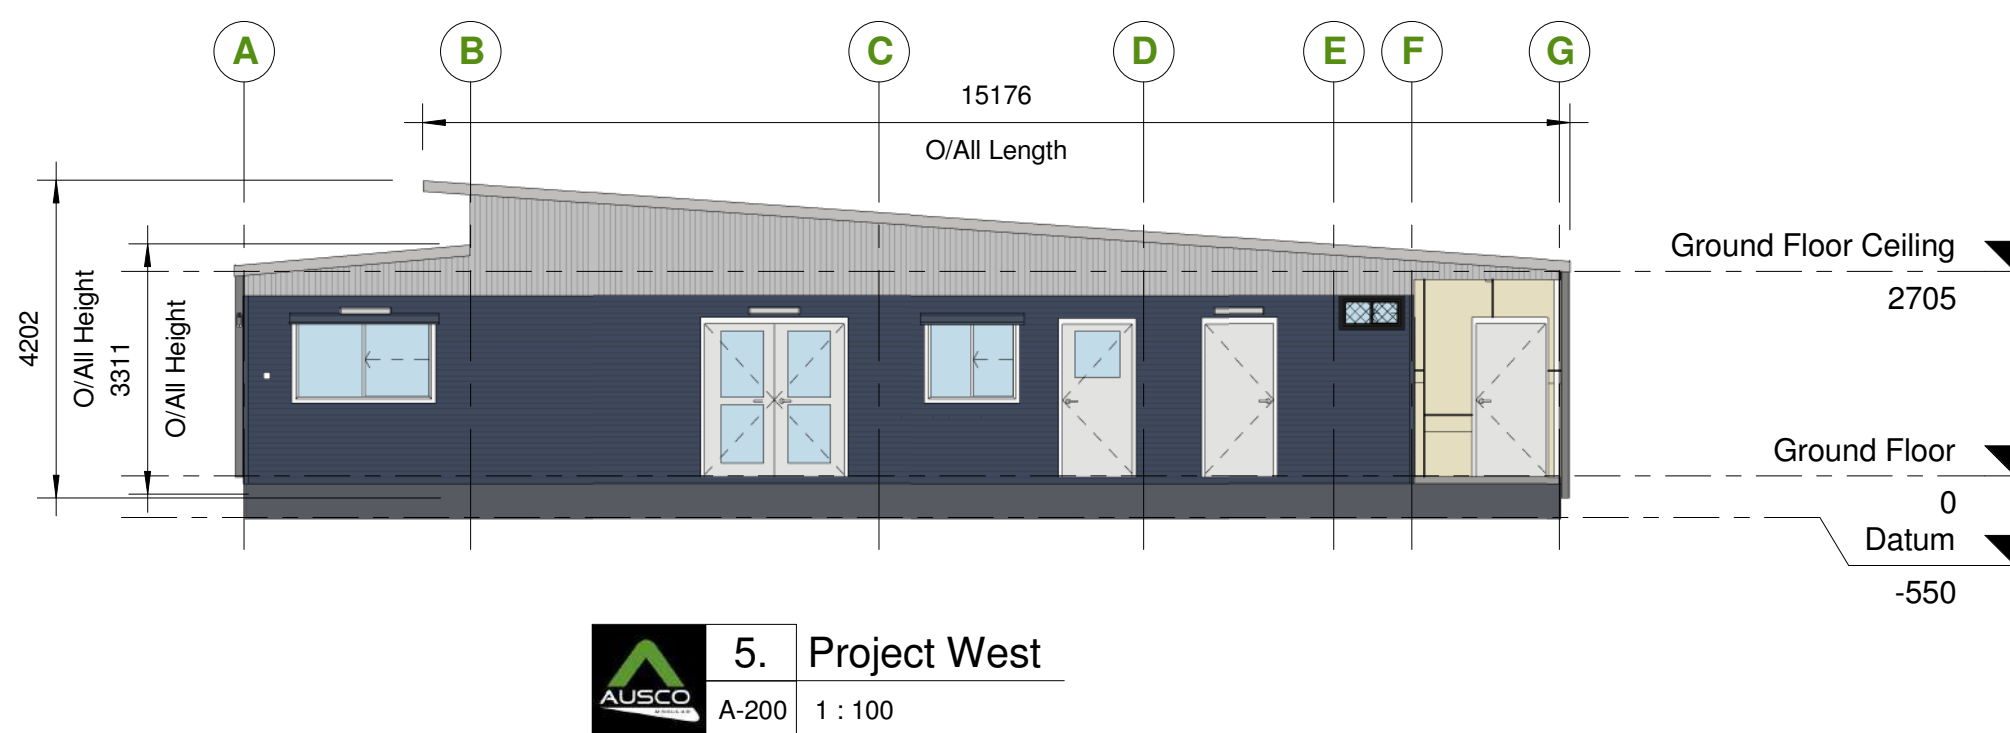 A B C D E F G
15176
O/All Length
4202
O/All Height
3311
O/All Height
Ground Floor Ceiling
2705
Ground Floor
0
Datum
-550
AUSCO
5. Project West
A-200 1 : 100